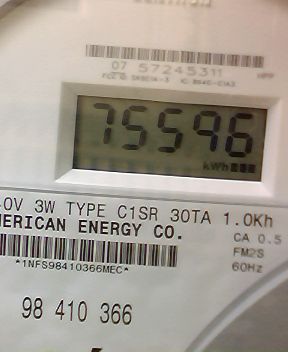 07 57245311
75596
kWh
0V 3W TYPE C1SR 30TA 1.0Kh
MERICAN ENERGY CO.
CA 0.5
FM2S
60Hz
*1NFS98410366MEC*
98 410 366